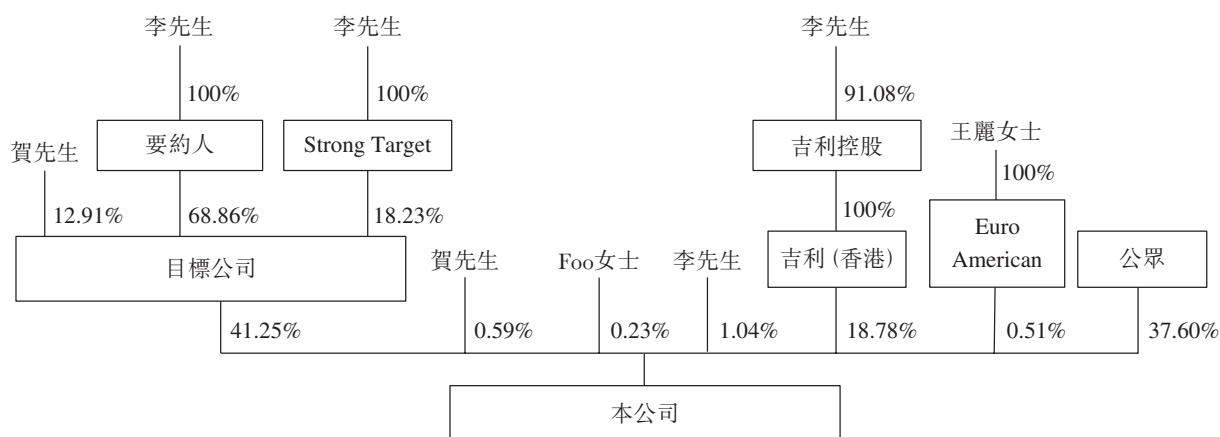 李先生
李先生
李先生
100%
100%
91.08%
要約人
Strong Target
吉利控股
賀先生
王麗女士
100%
12.91%
68.86%
18.23%
100%
目標公司
賀先生
Foo女士
李先生
吉利(香港)
Euro
American
公眾
41.25%
0.59%
0.23%
1.04%
18.78%
0.51%
37.60%
本公司